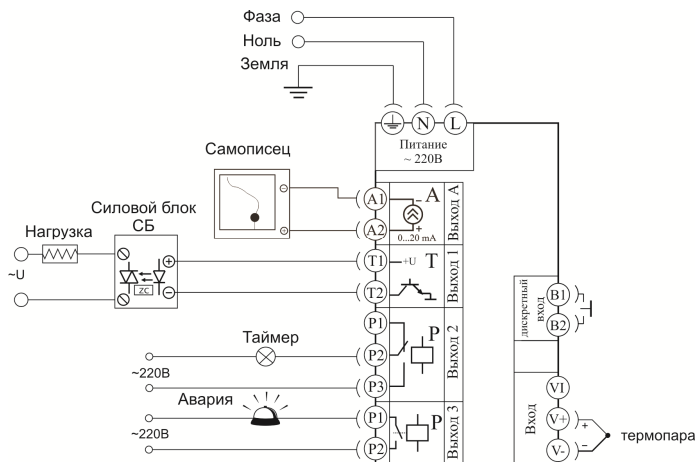 Фаза
Ноль
Земля
N
L
Питание
~ 220В
Самописец
A1
A2
A
0...20 mA
Выход А
Силовой блок
СБ
Нагрузка
~U
ZC
T1
T2
+U
T
Выход 1
P1
P2
P3
P
Выход 2
Таймер
~220В
Авария
~220В
P1
P2
P
Выход 3
дискретный
вход
B1
B2
Вход
VI
V+
V-
термопара